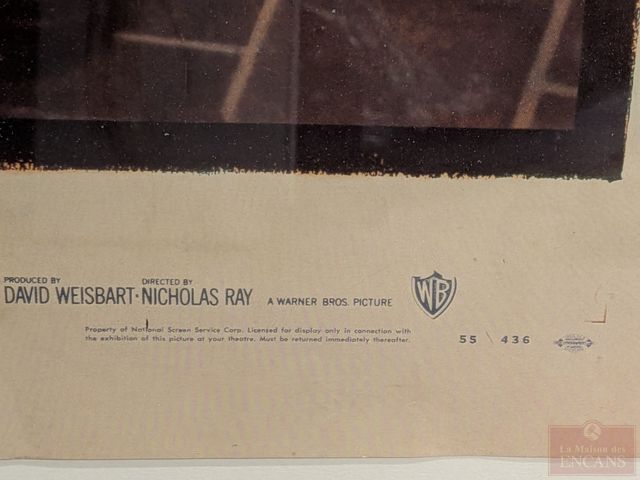 PRODUCED BY
DAVID WEISBART ·
DIRECTED BY
NICHOLAS RAY
A WARNER BROS. PICTURE
WB
Property of National Screen Service Corp. Licensed for display only in connection with
the exhibition of this picture at your theatre. Must be returned immediately thereafter.
55 \ 436
La Maison des
ENCANS